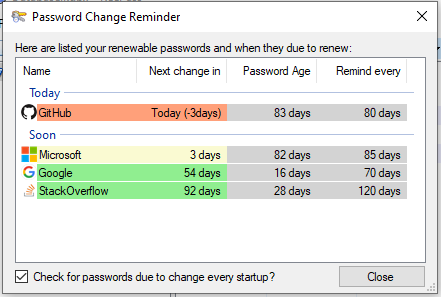 Password Change Reminder
Here are listed your renewable passwords and when they due to renew:
Name Next change in Password Age Remind every
Today
GitHub Today (-3days) 83 days 80 days
Soon
Microsoft 3 days 82 days 85 days
Google 54 days 16 days 70 days
StackOverflow 92 days 28 days 120 days
Check for passwords due to change every startup? Close